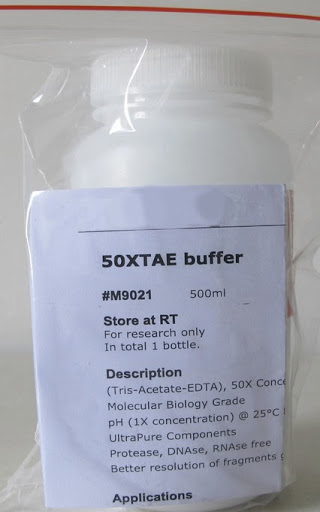 50XTAE buffer
#M9021 500ml
Store at RT
For research only
In total 1 bottle.
Description
(Tris-Acetate-EDTA), 50X Conce
Molecular Biology Grade
pH (1X concentration) @ 25°C
UltraPure Components
Protease, DNAse, RNAse free
Better resolution of fragments
Applications